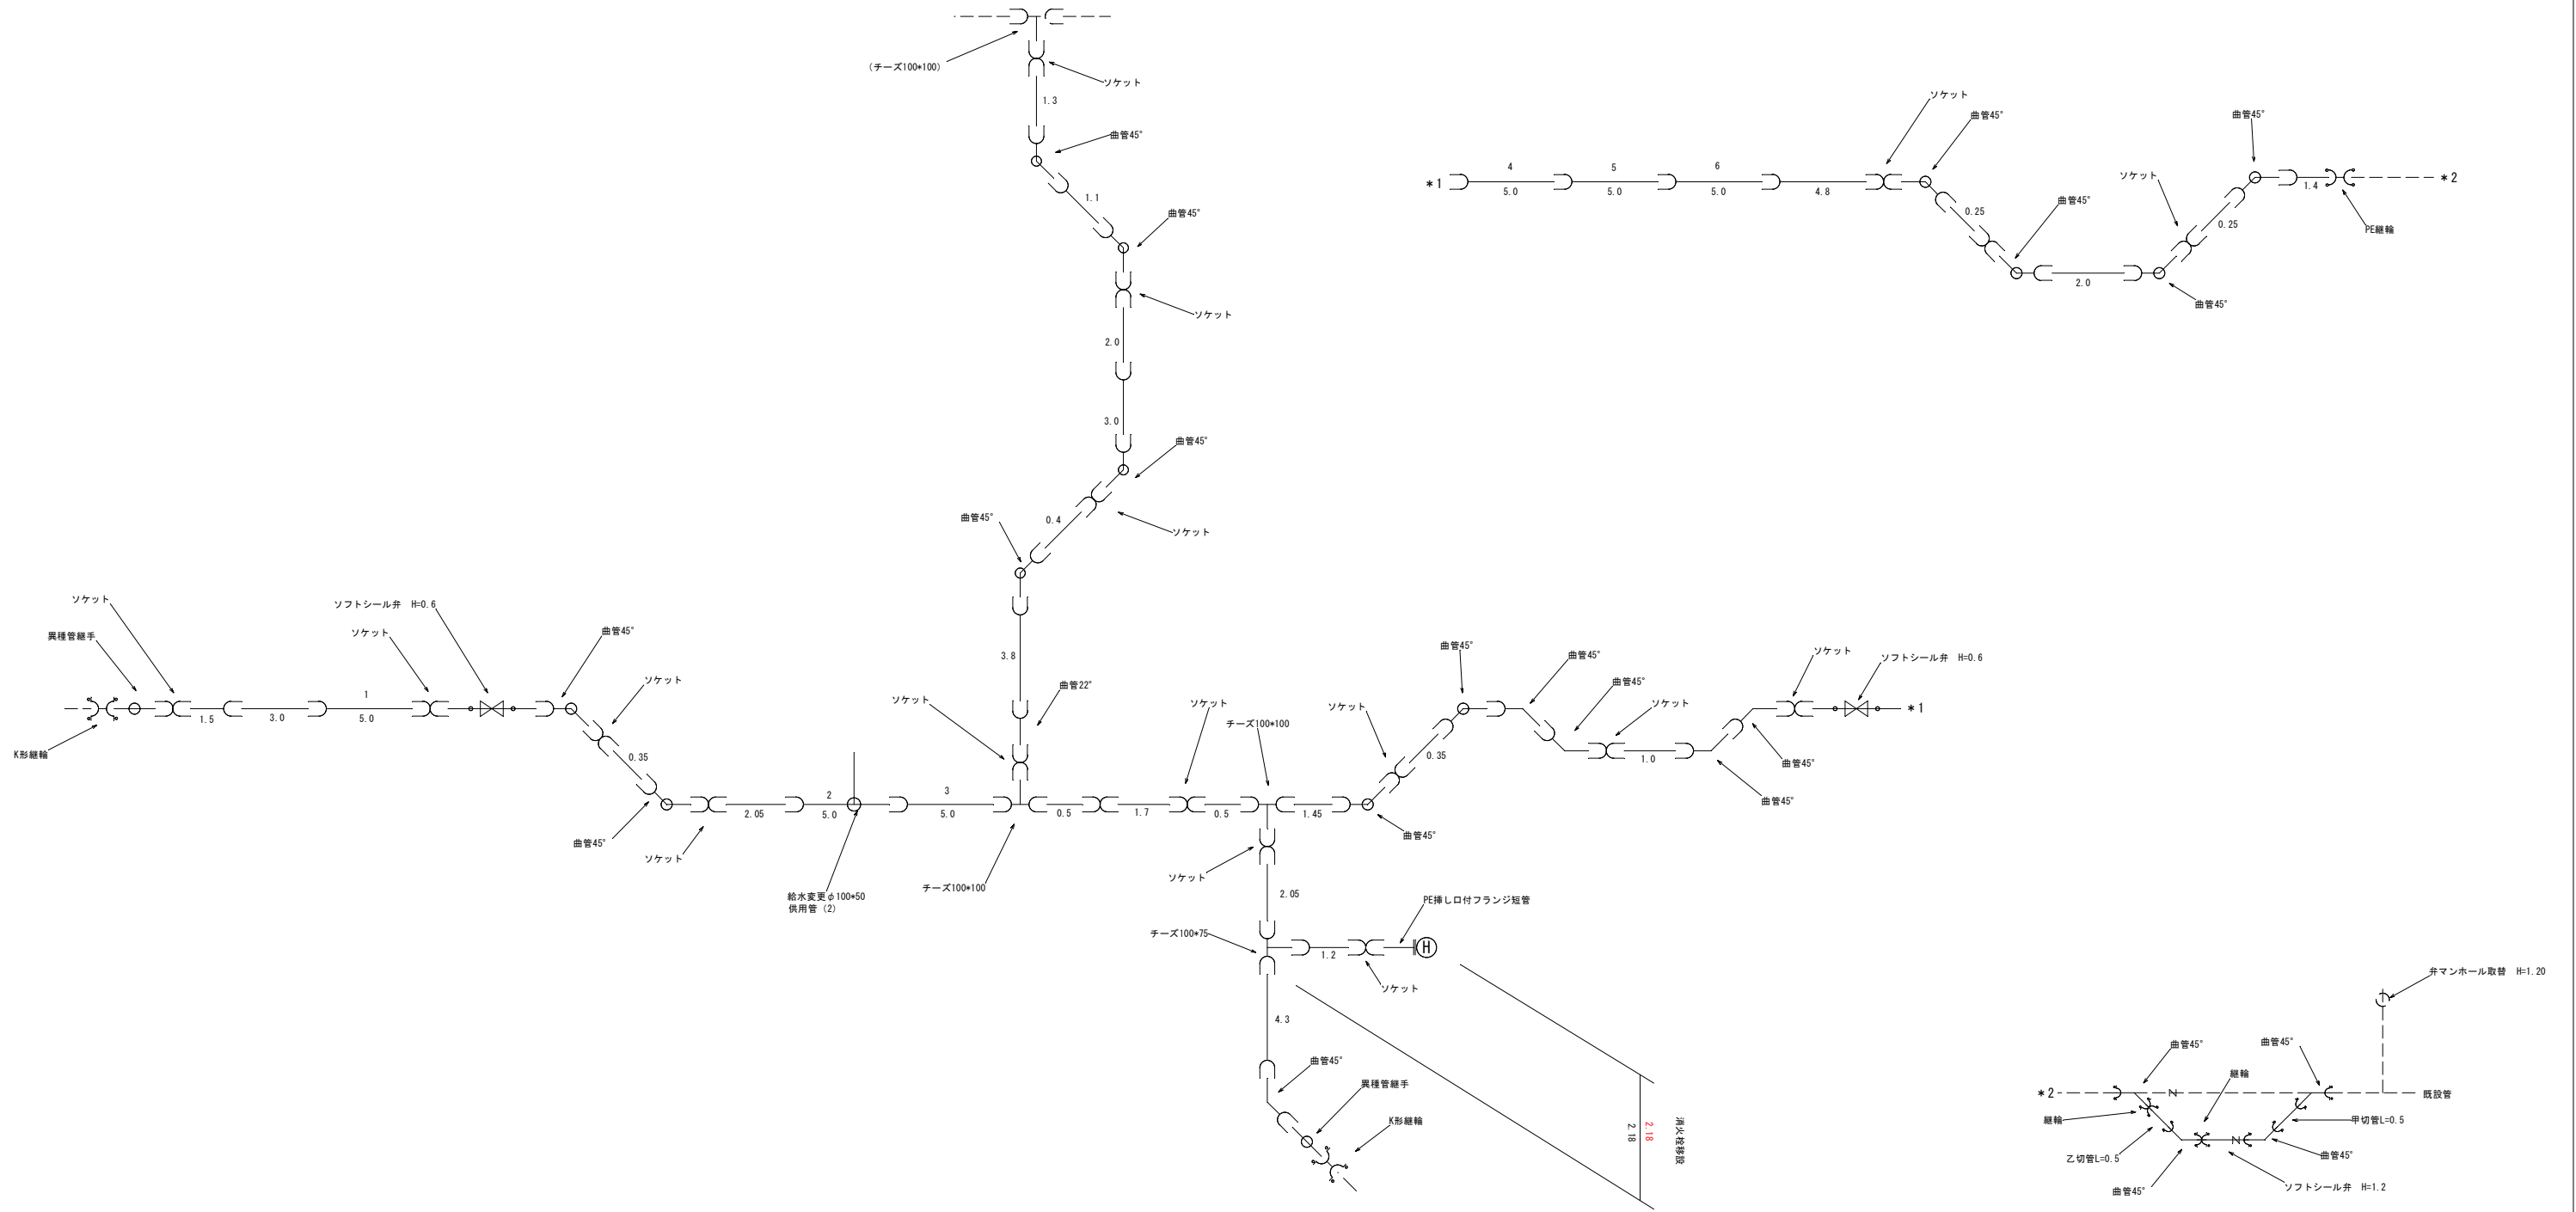 (チーズ100*100)
ソケット
1.3
曲管45°
1.1
曲管45°
ソケット
2.0
3.0
曲管45°
ソケット
0.4
曲管45°
3.8
曲管22°
ソケット
*1
4
5.0
5
5.0
6
5.0
4.8
ソケット
曲管45°
0.25
曲管45°
2.0
曲管45°
ソケット
0.25
曲管45°
1.4
PE継輪
*2
K形継輪
異種管継手
ソケット
1.5
3.0
1
5.0
ソケット
ソフトシール弁 H=0.6
曲管45°
ソケット
0.35
曲管45°
ソケット
2.05
2
5.0
給水変更φ100*50
供用管 (2)
3
5.0
チーズ100*100
0.5
1.7
ソケット
0.5
チーズ100*100
1.45
曲管45°
ソケット
0.35
曲管45°
曲管45°
曲管45°
ソケット
1.0
曲管45°
曲管45°
ソケット
ソフトシール弁 H=0.6
*1
ソケット
2.05
チーズ100*75
1.2
ソケット
PE挿し口付フランジ短管
H
4.3
曲管45°
異種管継手
K形継輪
2.18
2.18
消火栓移設
弁マンホール取替 H=1.20
*2
曲管45°
N
継輪
曲管45°
既設管
継輪
乙切管L=0.5
曲管45°
N
ソフトシール弁 H=1.2
曲管45°
甲切管L=0.5